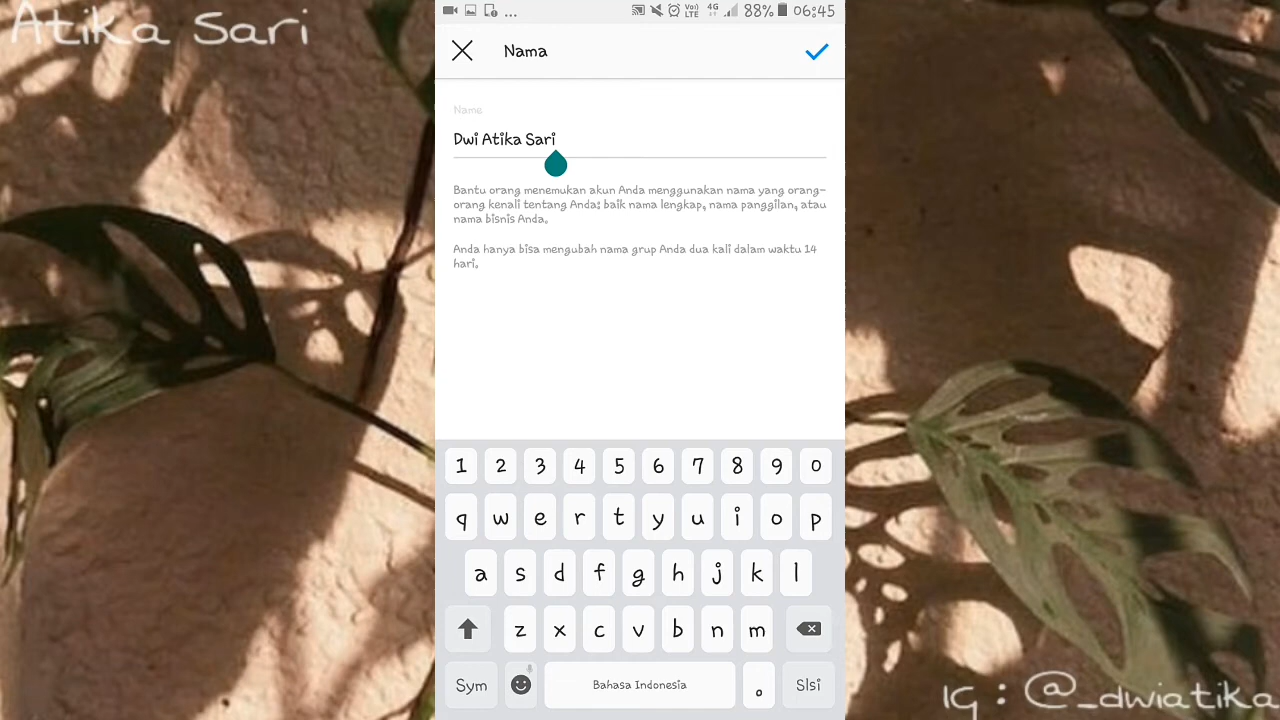 Atika Sari
... Vo)) LTE 4G 88% 06:45
Nama
Name
Dwi Atika Sari
Bantu orang menemukan akun Anda menggunakan nama yang orang-
orang kenali tentang Anda: baik nama lengkap, nama panggilan, atau
nama bisnis Anda.
Anda hanya bisa mengubah nama grup Anda dua kali dalam waktu 14
hari.
1 2 3 4 5 6 7 8 9 0
q w e r t y u i o p
a s d f g h j k l
z x c v b n m
Sym Bahasa Indonesia . Slsi
IG : @_dwiatika